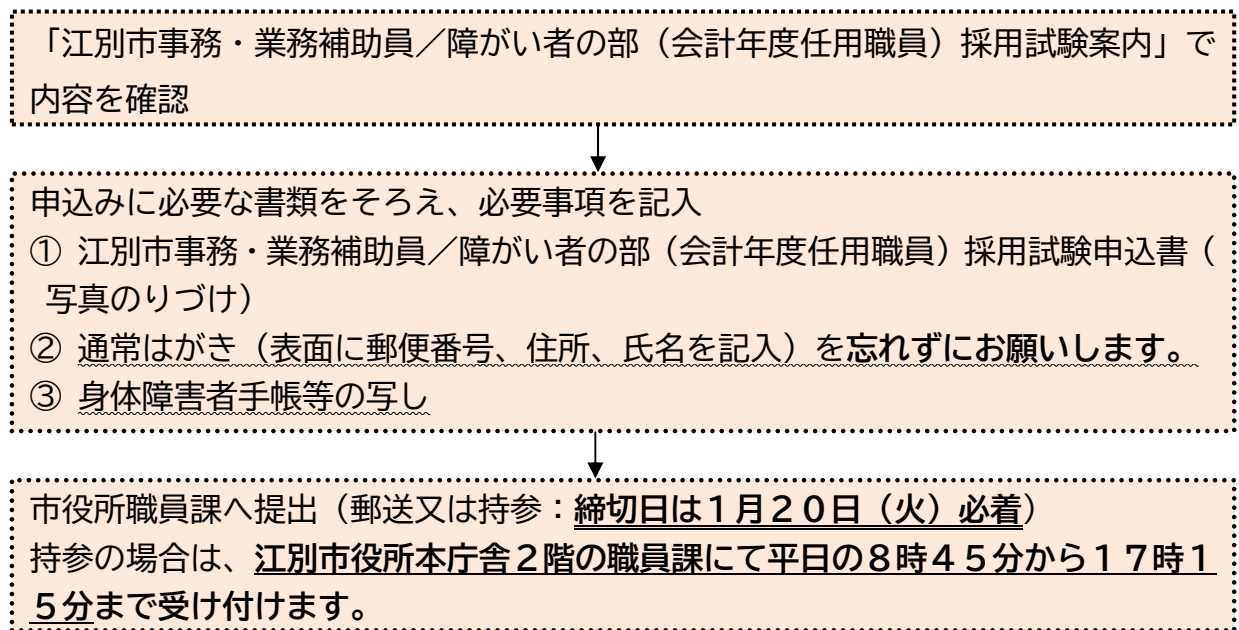 「江別市事務・業務補助員／障がい者の部（会計年度任用職員）採用試験案内」で
内容を確認
申込みに必要な書類をそろえ、必要事項を記入
① 江別市事務・業務補助員／障がい者の部（会計年度任用職員）採用試験申込書（
写真のりづけ）
② 通常はがき（表面に郵便番号、住所、氏名を記入）を忘れずにお願いします。
③ 身体障害者手帳等の写し
市役所職員課へ提出（郵送又は持参：締切日は１月２０日（火）必着）
持参の場合は、江別市役所本庁舎２階の職員課にて平日の８時４５分から１７時１
５分まで受け付けます。